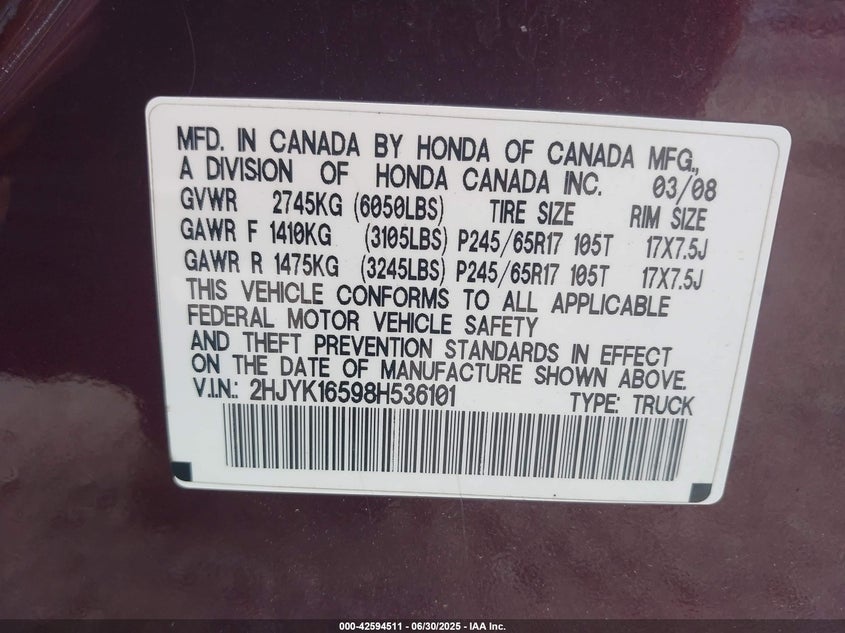 MFD. IN CANADA BY HONDA OF CANADA MFG.,
A DIVISION OF HONDA CANADA INC. 03/08
GVWR 2745KG (6050LBS) TIRE SIZE RIM SIZE
GAWR F 1410KG (3105LBS) P245/65R17 105T 17X7.5J
GAWR R 1475KG (3245LBS) P245/65R17 105T 17X7.5J
THIS VEHICLE CONFORMS TO ALL APPLICABLE
FEDERAL MOTOR VEHICLE SAFETY
AND THEFT PREVENTION STANDARDS IN EFFECT
ON THE DATE OF MANUFACTURE SHOWN ABOVE.
V.I.N.: 2HJYK16598H536101 TYPE: TRUCK
000-42594511 - 06/30/2025 - IAA Inc.